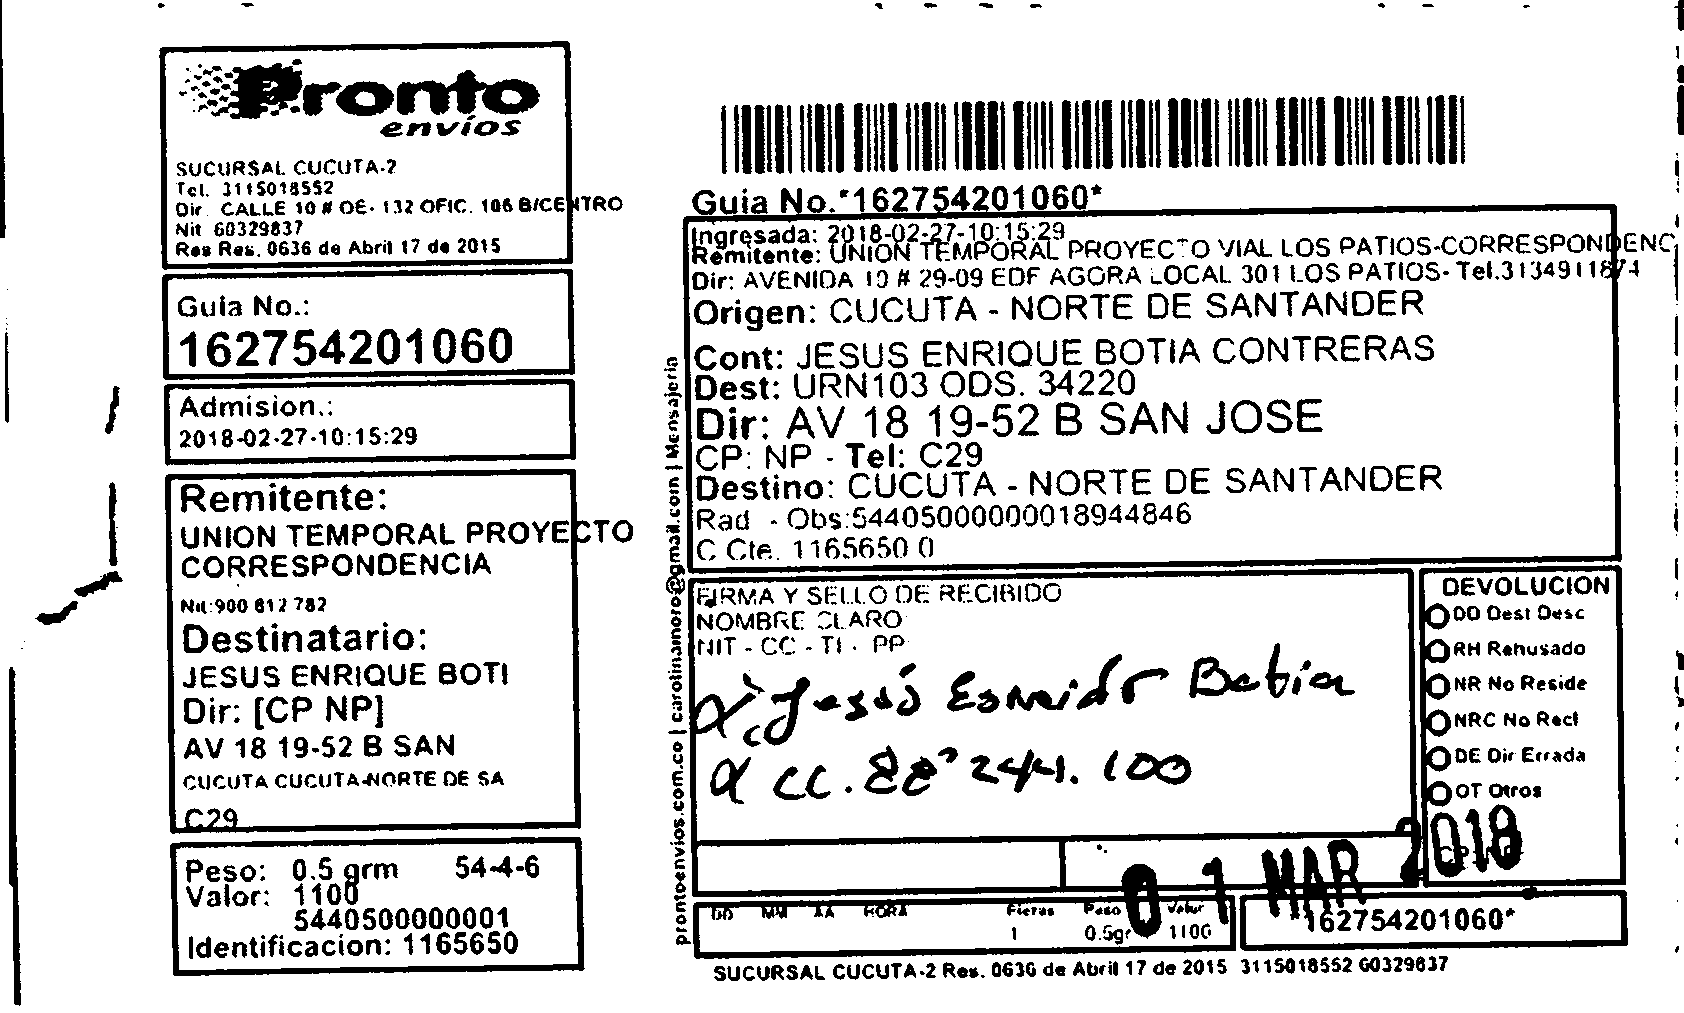 Pronto
envíos
SUCURSAL CUCUTA-2
Tel. 3115018552
Dir CALLE 10 # OE- 132 OFIC. 106 B/CENTRO
Nit 60329837
Res Res. 0636 de Abril 17 de 2015
Guia No.:
162754201060
Admision.:
2018-02-27-10:15:29
Remitente:
UNION TEMPORAL PROYECTO
CORRESPONDENCIA
Nit:900 812 782
Destinatario:
JESUS ENRIQUE BOTI
Dir: [CP NP]
AV 18 19-52 B SAN
CUCUTA CUCUTA-NORTE DE SA
C29
Peso: 0.5 grm 54-4-6
Valor: 1100
5440500000001
Identificacion: 1165650
Guia No.*162754201060*
Ingresada: 2018-02-27-10:15:29
Remitente: UNION TEMPORAL PROYECTO VIAL LOS PATIOS-CORRESPONDENC
Dir: AVENIDA 10 # 29-09 EDF AGORA LOCAL 301 LOS PATIOS- Tel.3134911874
Origen: CUCUTA - NORTE DE SANTANDER
Cont: JESUS ENRIQUE BOTIA CONTRERAS
Dest: URN103 ODS. 34220
Dir: AV 18 19-52 B SAN JOSE
CP: NP - Tel: C29
Destino: CUCUTA - NORTE DE SANTANDER
Rad - Obs:54405000000018944846
C Cte. 1165650 0
prontoenvios.com.co | carolinamoro@gmail.com | Mensajeria
FIRMA Y SELLO DE RECIBIDO
NOMBRE CLARO
NIT - CC - TI - PP
Jesús Botia
CC. 88'244.100
DEVOLUCION
DD Dest Desc
RH Rehusado
NR No Reside
NRC No Recl
DE Dir Errada
OT Otros
01 MAR 2018
DD MM AA HORA Piezas Peso Valor
1 0.5gr 1100
*162754201060*
SUCURSAL CUCUTA-2 Res. 0636 de Abril 17 de 2015 3115018552 60329837